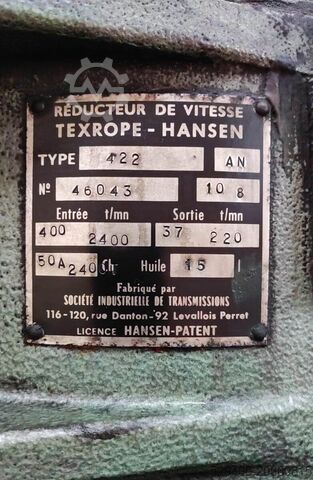 RÉDUCTEUR DE VITESSE
TEXROPE - HANSEN
TYPE 422 AN
Nº 46043 10 8
Entrée t/mn Sortie t/mn
400 2400 37 220
50A240 Ch Huile 15 l
Fabriqué par
SOCIÉTÉ INDUSTRIELLE DE TRANSMISSIONS
116-120, rue Danton-92 Levallois Perret
LICENCE HANSEN-PATENT